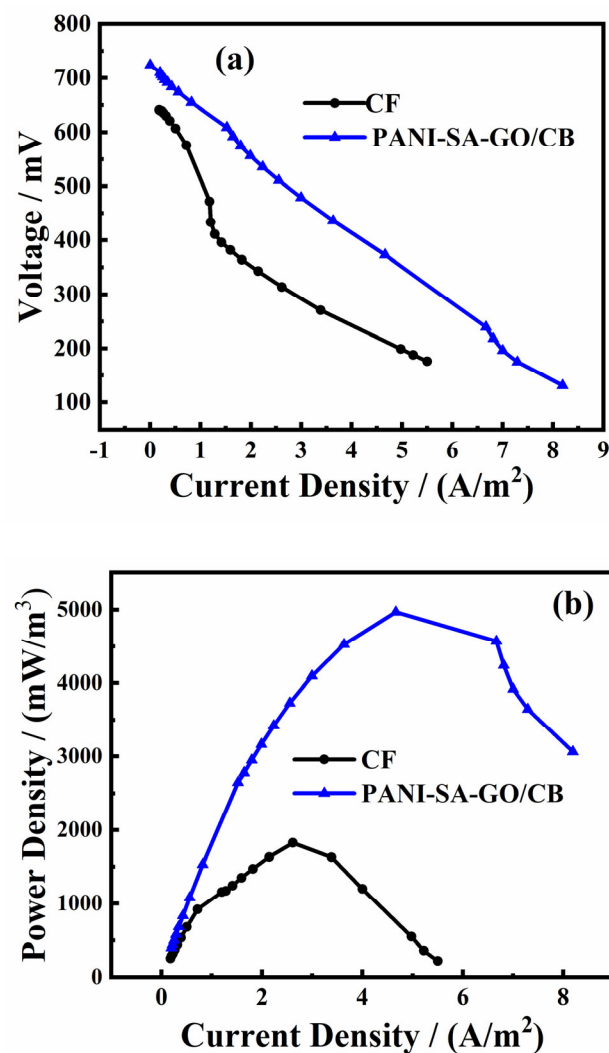 (a)
800
700
600
500
400
300
200
100
Voltage / mV
CF
PANI-SA-GO/CB
-1 0 1 2 3 4 5 6 7 8 9
Current Density / (A/m²)
(b)
5000
4000
3000
2000
1000
0
Power Density / (mW/m³)
CF
PANI-SA-GO/CB
0 2 4 6 8
Current Density / (A/m²)